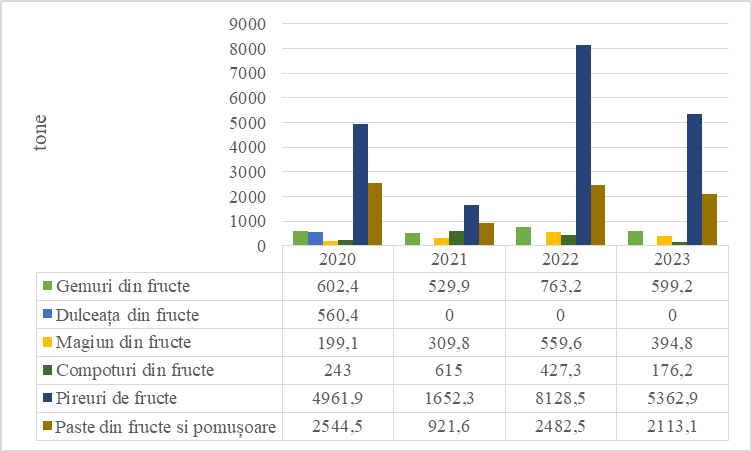 9000
8000
7000
6000
5000
4000
3000
2000
1000
0
tone
2020 2021 2022 2023
Gemuri din fructe 602,4 529,9 763,2 599,2
Dulceața din fructe 560,4 0 0 0
Magiun din fructe 199,1 309,8 559,6 394,8
Compoturi din fructe 243 615 427,3 176,2
Pireuri de fructe 4961,9 1652,3 8128,5 5362,9
Paste din fructe si pomușoare 2544,5 921,6 2482,5 2113,1